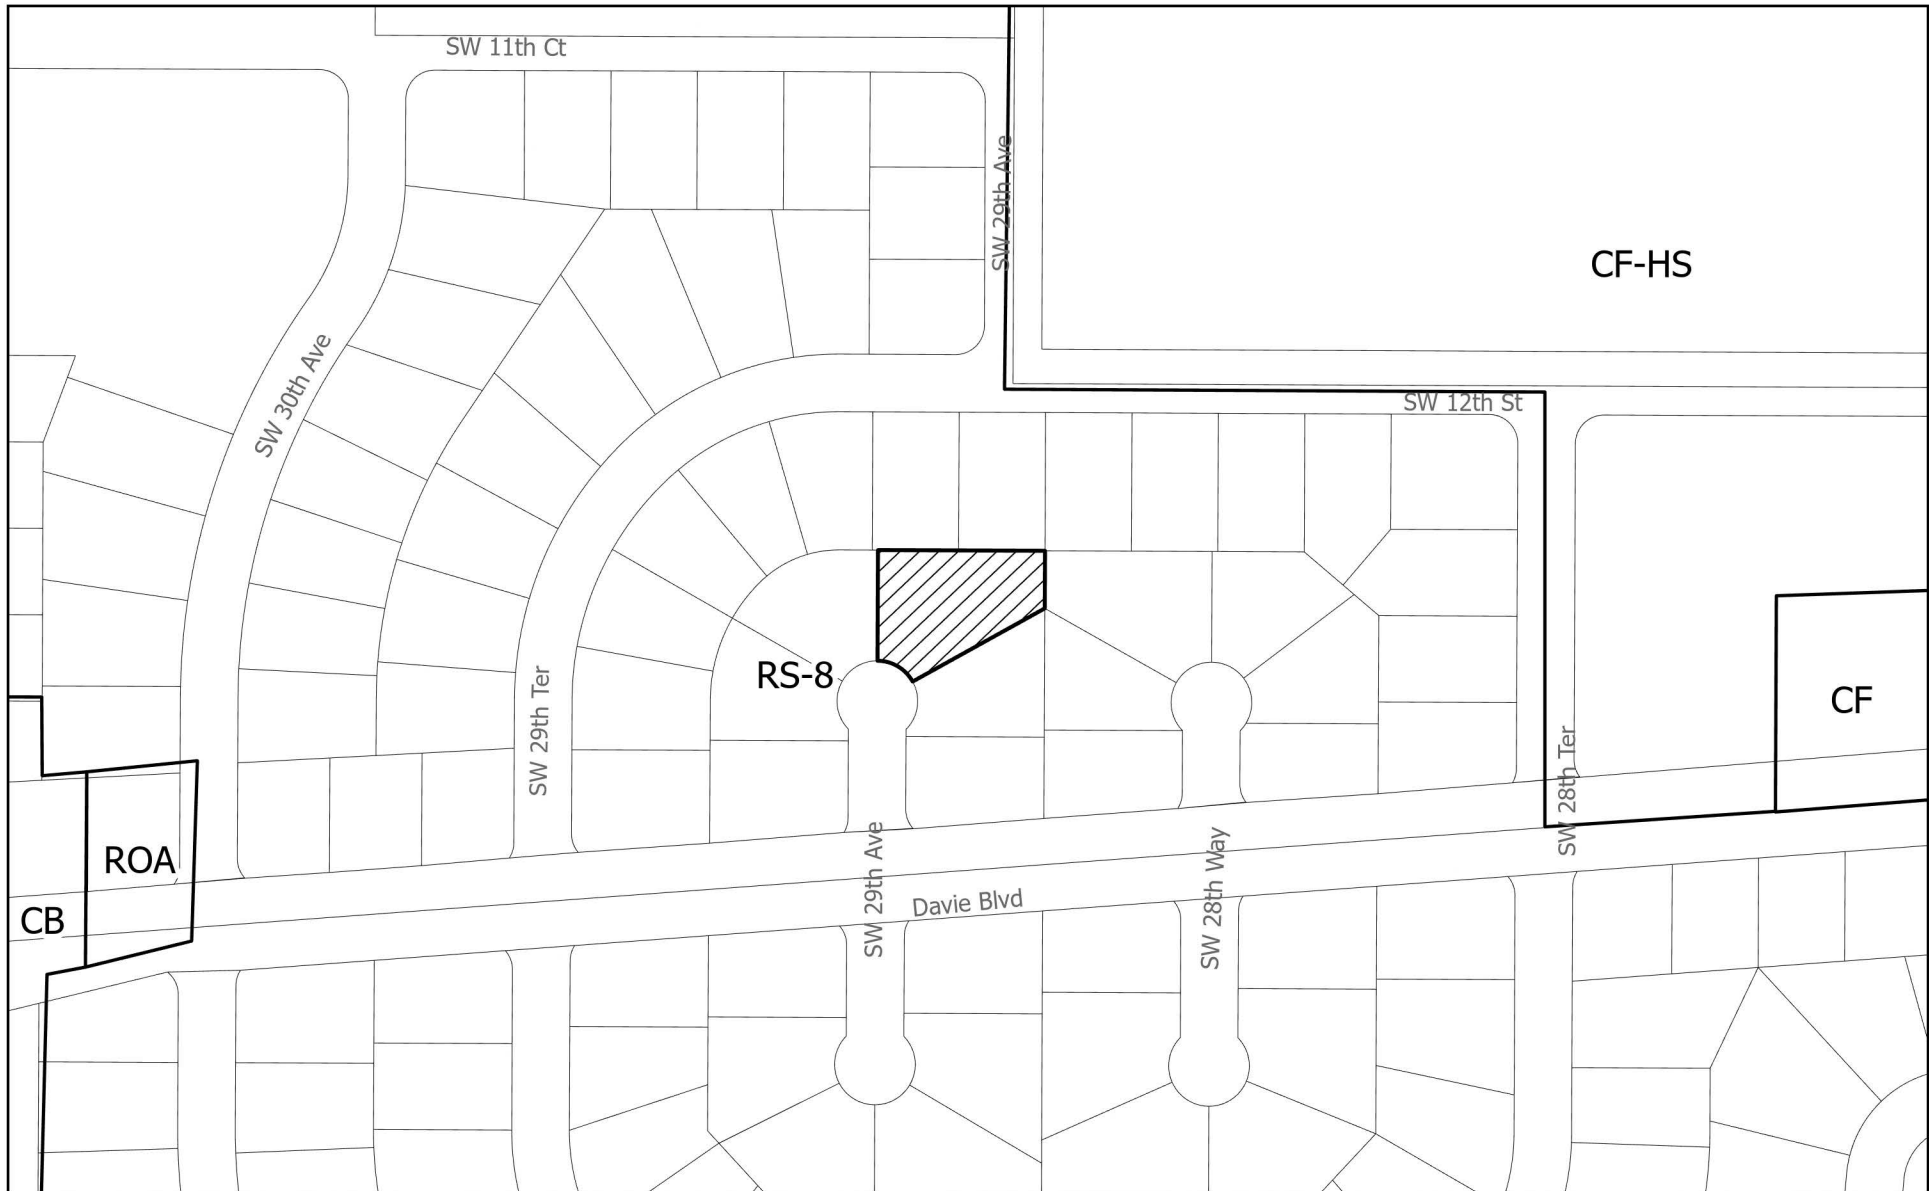 SW 11th Ct
SW 29th Ave
CF-HS
SW 30th Ave
SW 12th St
RS-8
SW 29th Ter
CF
SW 28th Ter
ROA
SW 29th Ave
SW 28th Way
Davie Blvd
CB